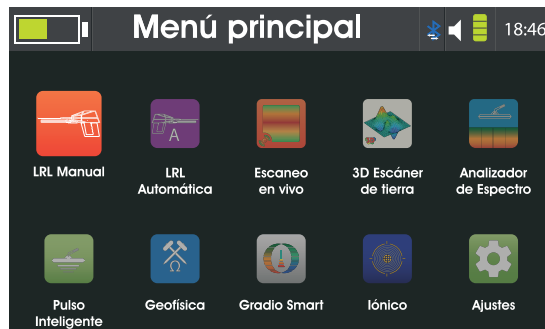 Menú principal
18:46
A
LRL Manual
LRL
Automática
Escaneo
en vivo
3D Escáner
de tierra
Analizador
de Espectro
Ω
Pulso
Inteligente
Geofísica
Gradio Smart
Iónico
Ajustes